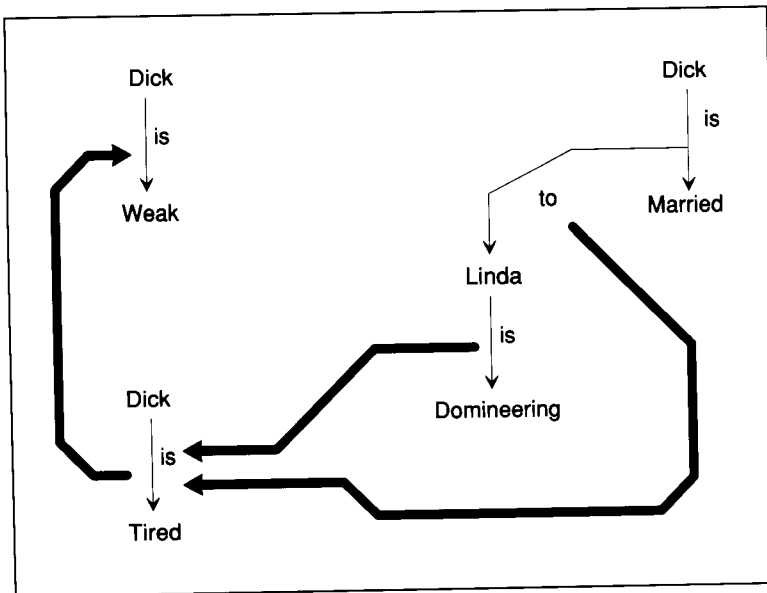 Dick
is
Weak
Dick
is
Married
to
Linda
is
Domineering
Dick
is
Tired